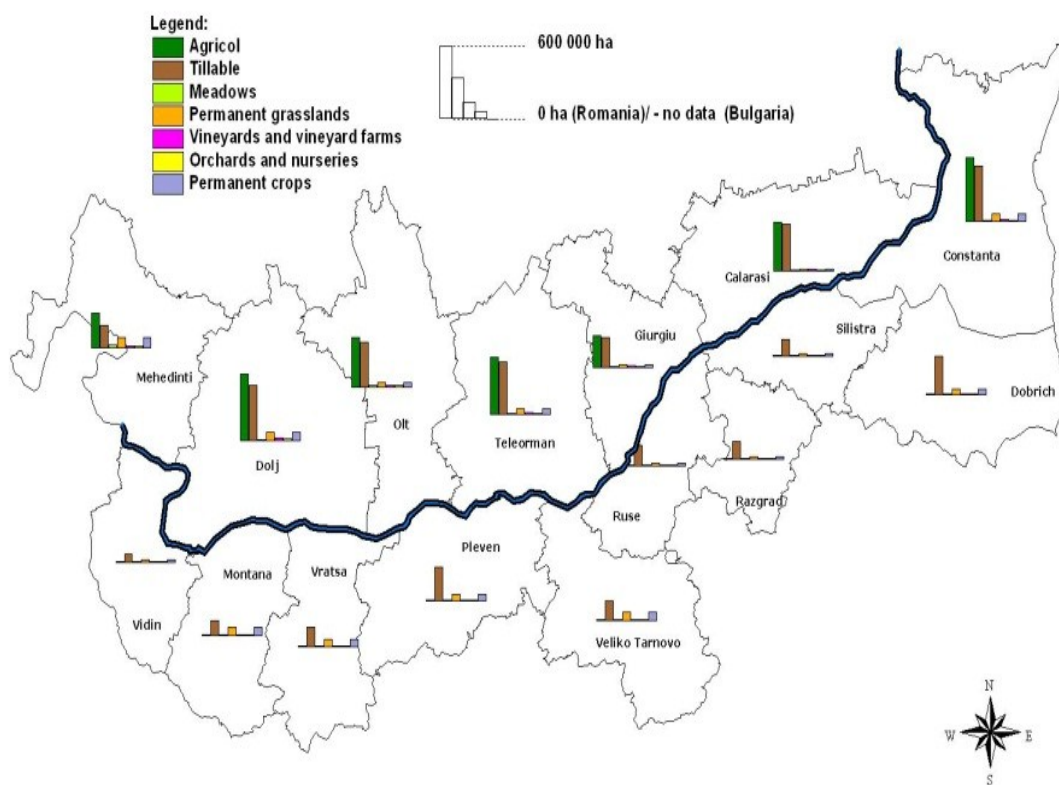 Legend:
Agricol
Tillable
Meadows
Permanent grasslands
Vineyards and vineyard farms
Orchards and nurseries
Permanent crops
600 000 ha
0 ha (Romania)/ - no data (Bulgaria)
Constanta
Calarasi
Silistra
Giurgiu
Mehedinti
Dobrich
Olt
Teleorman
Dolj
Razgrad
Ruse
Pleven
Vratsa
Montana
Vidin
Veliko Tarnovo
N
W
E
S